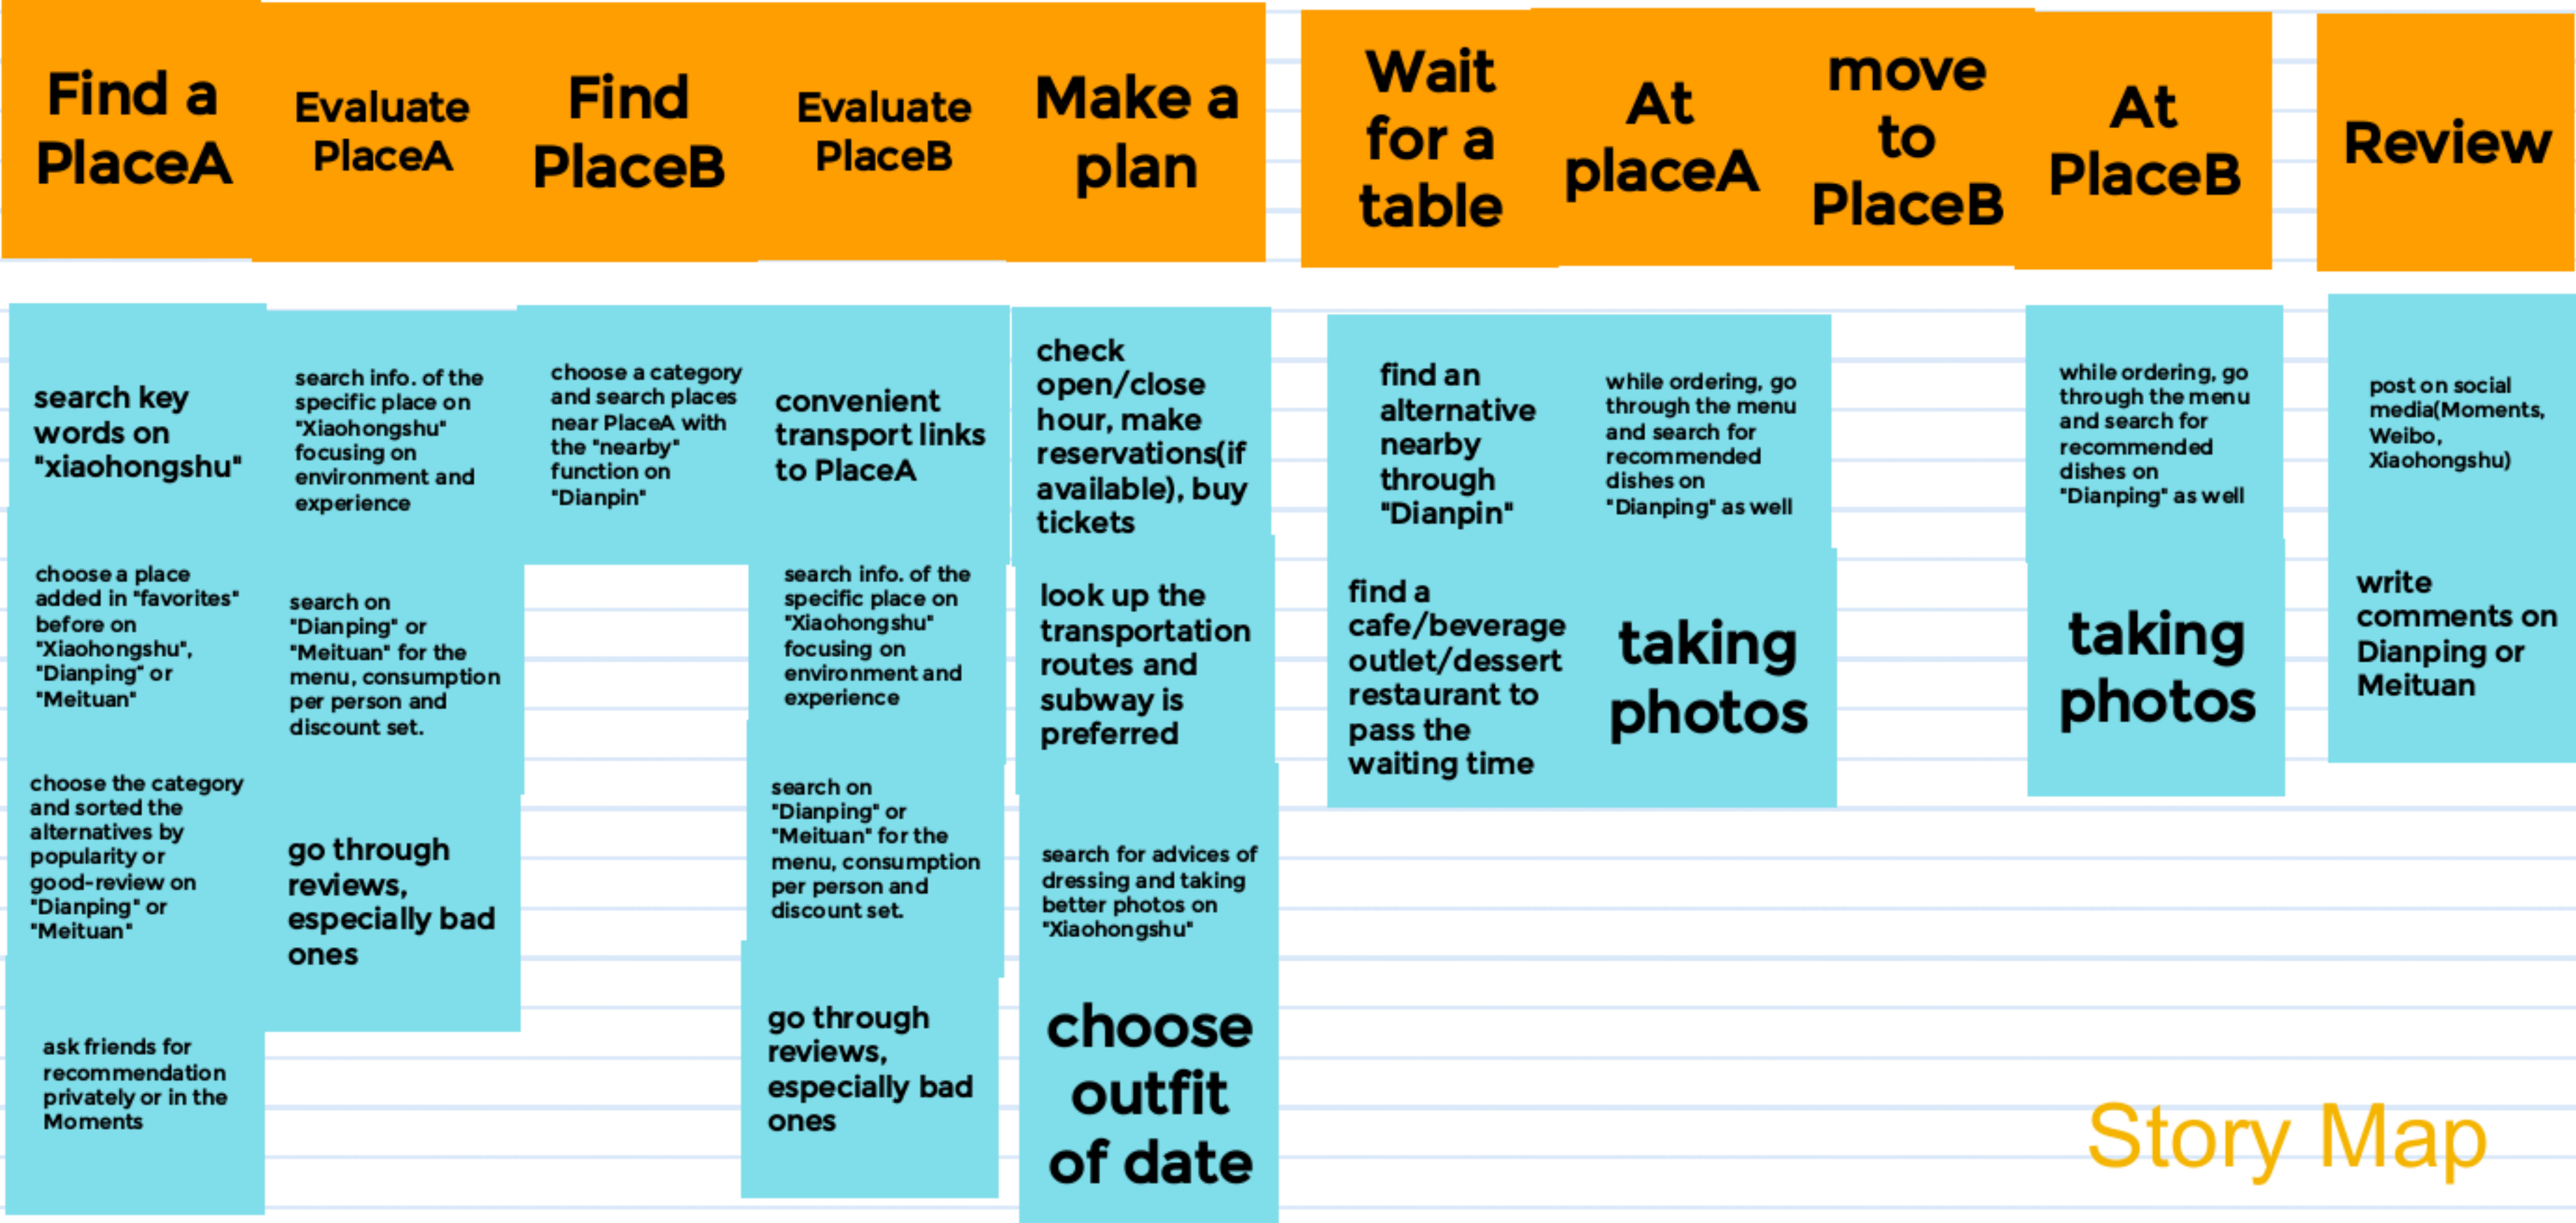 Find a
PlaceA
Evaluate
PlaceA
Find
PlaceB
Evaluate
PlaceB
Make a
plan
Wait
for a
table
At
placeA
move
to
PlaceB
At
PlaceB
Review
search key
words on
"xiaohongshu"
choose a place
added in "favorites"
before on
"Xiaohongshu",
"Dianping" or
"Meituan"
choose the category
and sorted the
alternatives by
popularity or
good-review on
"Dianping" or
"Meituan"
ask friends for
recommendation
privately or in the
Moments
search info. of the
specific place on
"Xiaohongshu"
focusing on
environment and
experience
search on
"Dianping" or
"Meituan" for the
menu, consumption
per person and
discount set.
go through
reviews,
especially bad
ones
choose a category
and search places
near PlaceA with
the "nearby"
function on
"Dianpin"
convenient
transport links
to PlaceA
search info. of the
specific place on
"Xiaohongshu"
focusing on
environment and
experience
search on
"Dianping" or
"Meituan" for the
menu, consumption
per person and
discount set.
go through
reviews,
especially bad
ones
check
open/close
hour, make
reservations(if
available), buy
tickets
look up the
transportation
routes and
subway is
preferred
search for advices of
dressing and taking
better photos on
"Xiaohongshu"
choose
outfit
of date
find an
alternative
nearby
through
"Dianpin"
find a
cafe/beverage
outlet/dessert
restaurant to
pass the
waiting time
while ordering, go
through the menu
and search for
recommended
dishes on
"Dianping" as well
taking
photos
while ordering, go
through the menu
and search for
recommended
dishes on
"Dianping" as well
taking
photos
post on social
media(Moments,
Weibo,
Xiaohongshu)
write
comments on
Dianping or
Meituan
Story Map